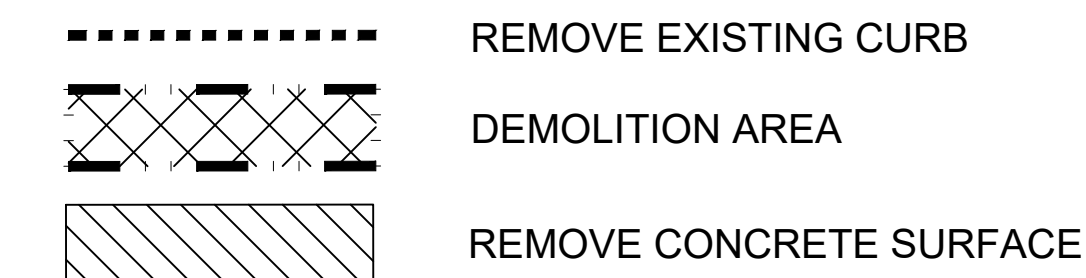 REMOVE EXISTING CURB
DEMOLITION AREA
REMOVE CONCRETE SURFACE